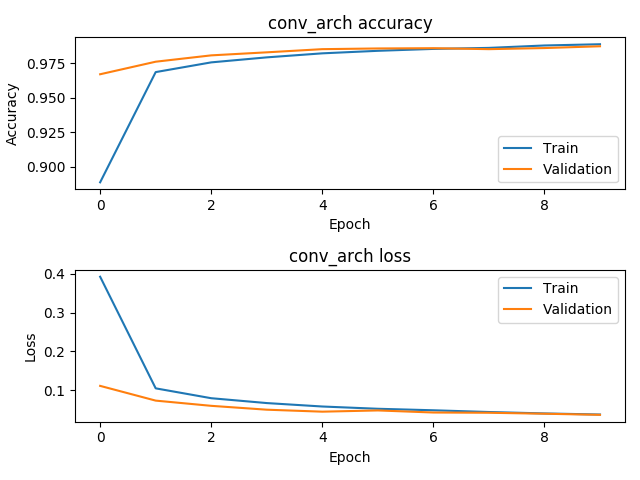 conv_arch accuracy
Accuracy
0.975
0.950
0.925
0.900
Train
Validation
0 2 4 6 8
Epoch
conv_arch loss
Loss
0.4
0.3
0.2
0.1
Train
Validation
0 2 4 6 8
Epoch